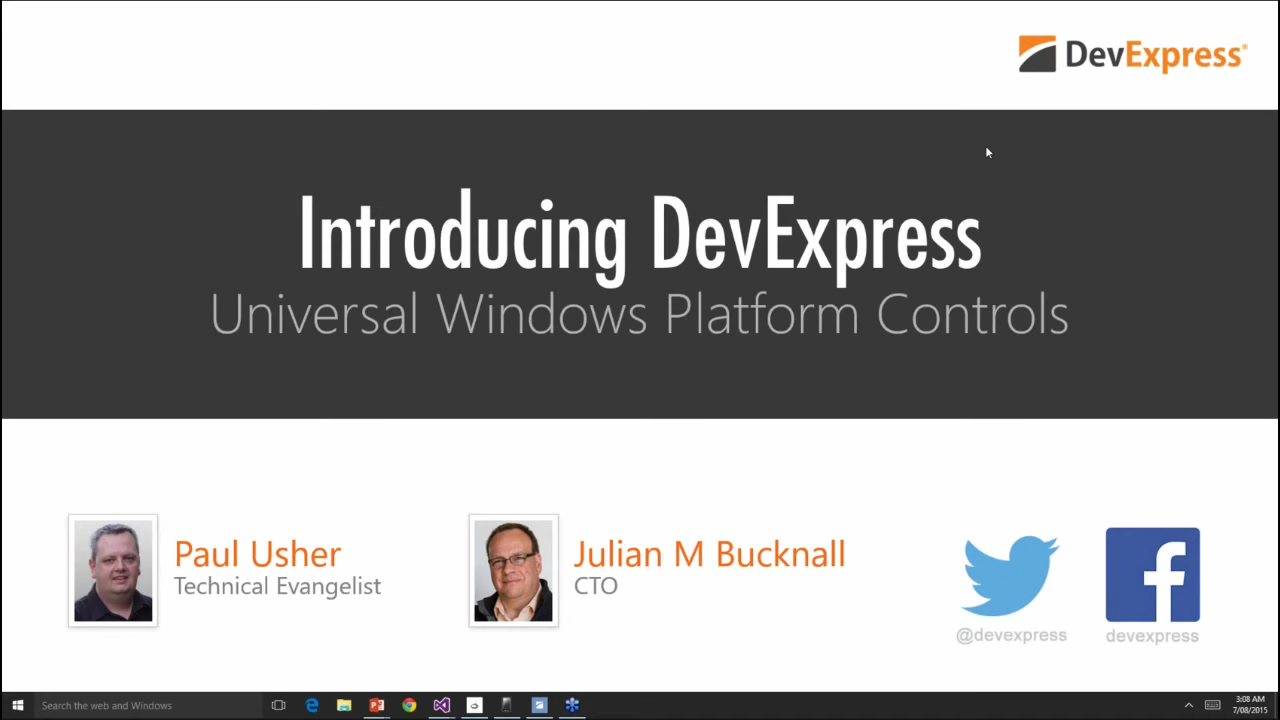 DevExpress®
Introducing DevExpress
Universal Windows Platform Controls
Paul Usher
Technical Evangelist
Julian M Bucknall
CTO
@devexpress
devexpress
Search the web and Windows
3:08 AM
7/08/2015